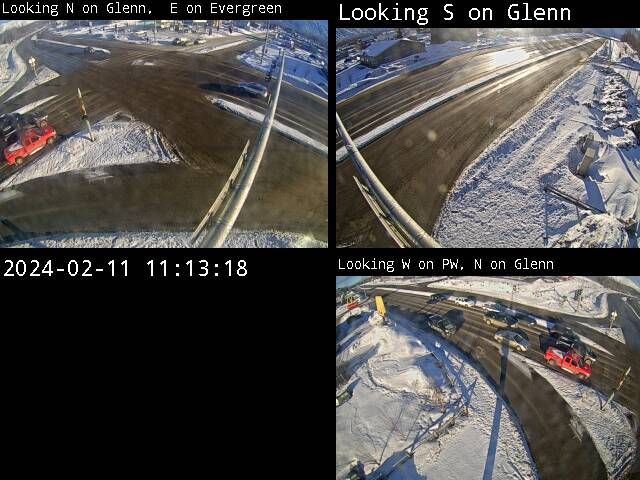 Looking N on Glenn, E on Evergreen
Looking S on Glenn
2024-02-11 11:13:18
Looking W on PW, N on Glenn